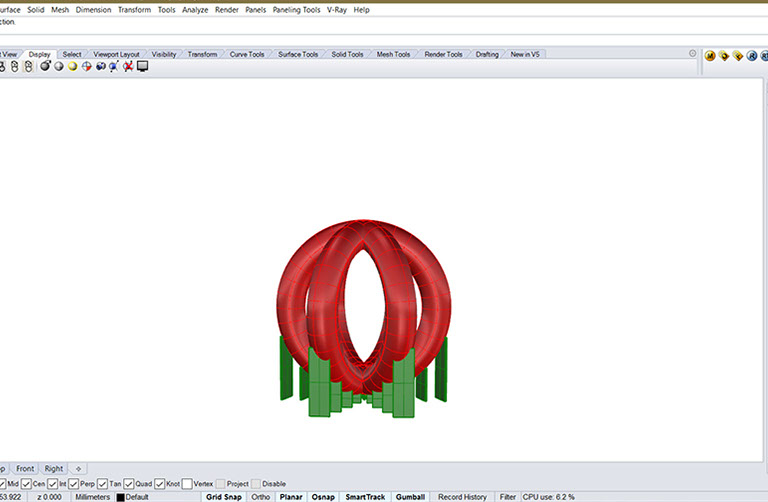 urface Solid Mesh Dimension Transform Tools Analyze Render Panels Paneling Tools V-Ray Help
ction.
t View Display Select Viewport Layout Visibility Transform Curve Tools Surface Tools Solid Tools Mesh Tools Render Tools Drafting New in V5
op Front Right
Mid Cen Int Perp Tan Quad Knot Vertex Project Disable
53.922 z 0.000 Millimeters Default Grid Snap Ortho Planar Osnap SmartTrack Gumball Record History Filter CPU use: 6.2 %